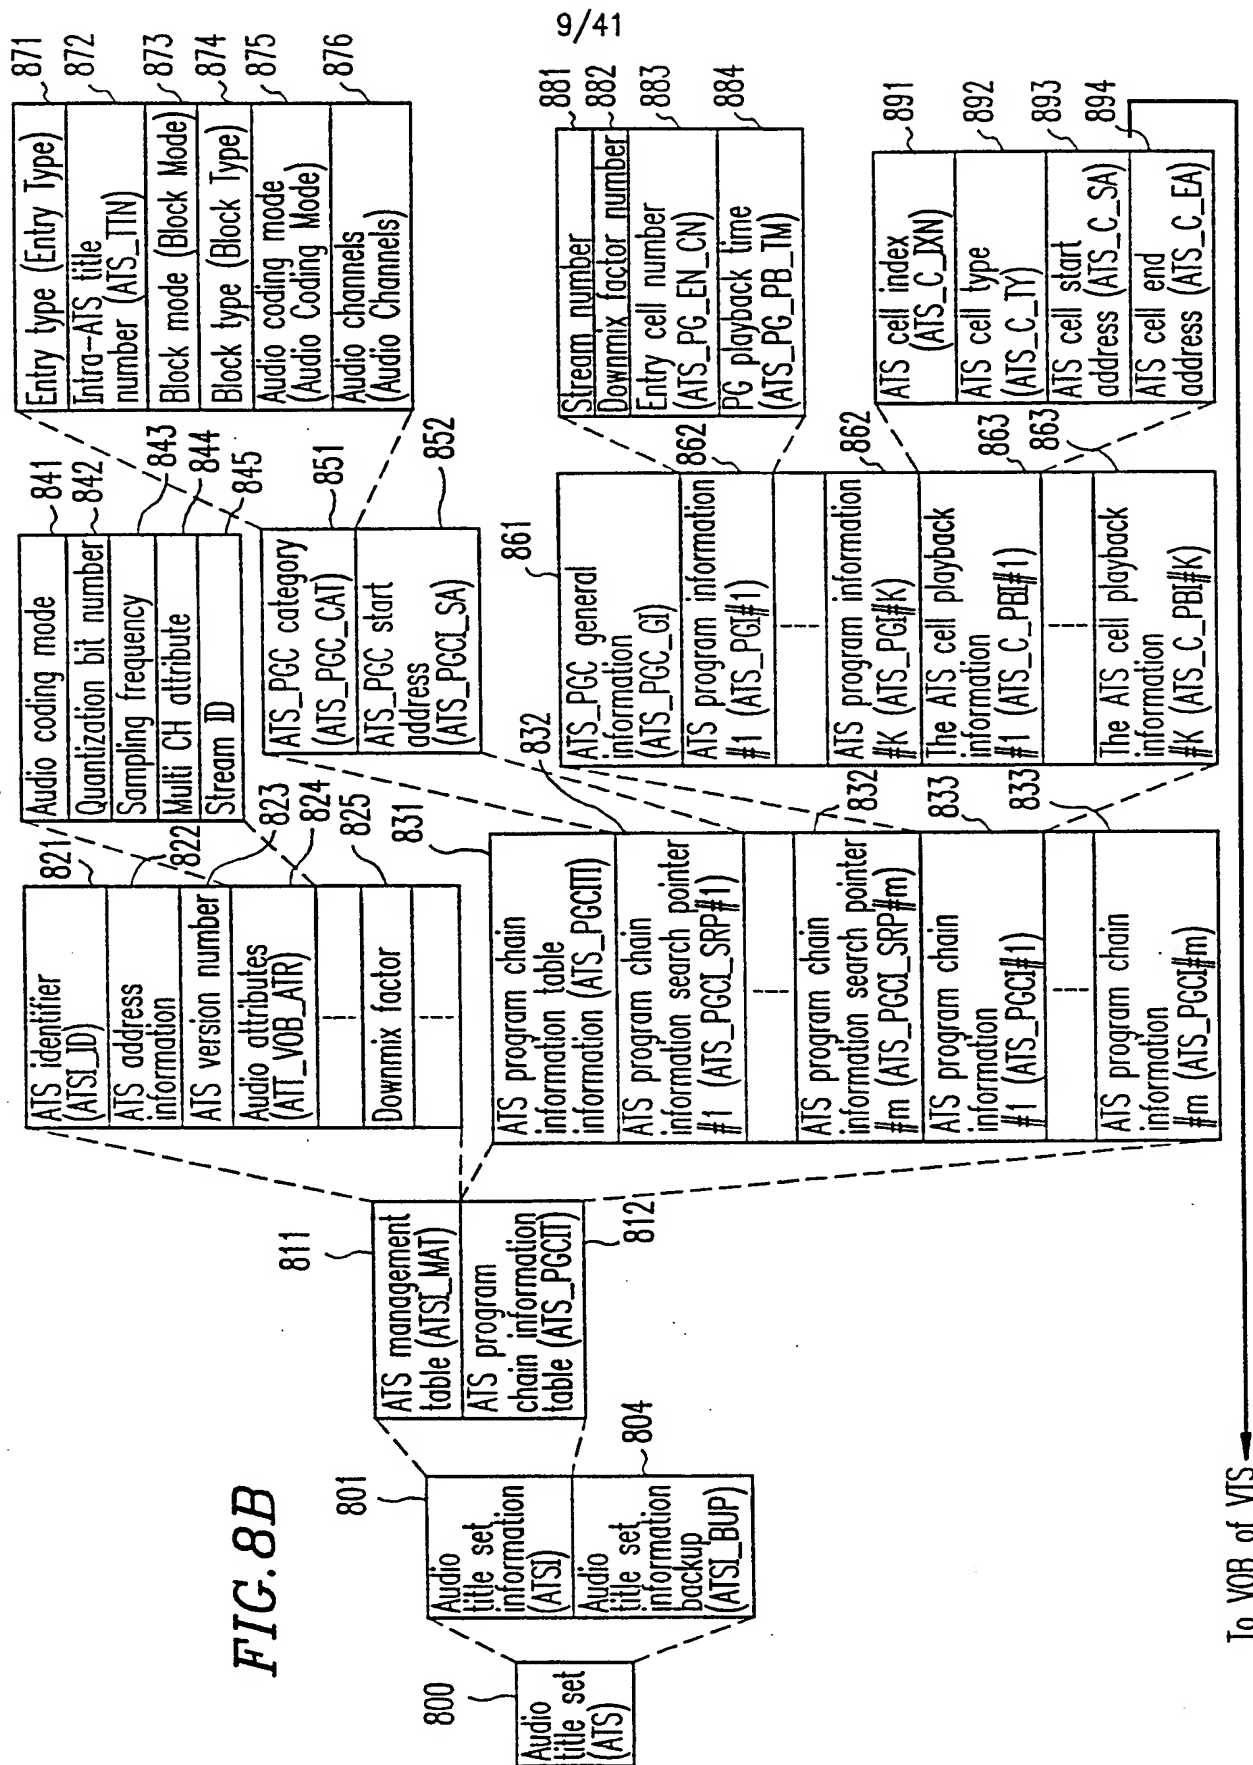 9/41
FIG.8B
800
Audio
title set
(ATS)
801
Audio
title set
information
(ATSI)
Audio
title set
information
backup
(ATSI_BUP)
804
811
ATS management
table (ATSI_MAT)
ATS program
chain information
table (ATS_PGCIT)
812
ATS identifier
(ATSI_ID)
821
ATS address
information
822
ATS version number
823
Audio attributes
(ATT_VOB_ATR)
824
Downmix factor
825
831
ATS program chain
information table
information (ATS_PGCITI)
ATS program chain
information search pointer
#1 (ATS_PGCI_SRP#1)
832
ATS program chain
information search pointer
#m (ATS_PGCI_SRP#m)
832
ATS program chain
information
#1 (ATS_PGCI#1)
833
ATS program chain
information
#m (ATS_PGCI#m)
833
Audio coding mode
841
Quantization bit number
842
Sampling frequency
843
Multi CH attribute
844
Stream ID
845
ATS_PGC category
(ATS_PGC_CAT)
851
ATS_PGC start
address
(ATS_PGCI_SA)
852
861
ATS_PGC general
information
(ATS_PGC_GI)
ATS program information
#1 (ATS_PGI#1)
862
ATS program information
#K (ATS_PGI#K)
862
The ATS cell playback
information
#1 (ATS_C_PBI#1)
863
The ATS cell playback
information
#K (ATS_C_PBI#K)
863
Entry type (Entry Type)
871
Intra-ATS title
number (ATS_TTN)
872
Block mode (Block Mode)
873
Block type (Block Type)
874
Audio coding mode
(Audio Coding Mode)
875
Audio channels
(Audio Channels)
876
Stream number
881
Downmix factor number
882
Entry cell number
(ATS_PG_EN_CN)
883
PG playback time
(ATS_PG_PB_TM)
884
ATS cell index
(ATS_C_IXN)
891
ATS cell type
(ATS_C_TY)
892
ATS cell start
address (ATS_C_SA)
893
ATS cell end
address (ATS_C_EA)
894
To VOB of VTS